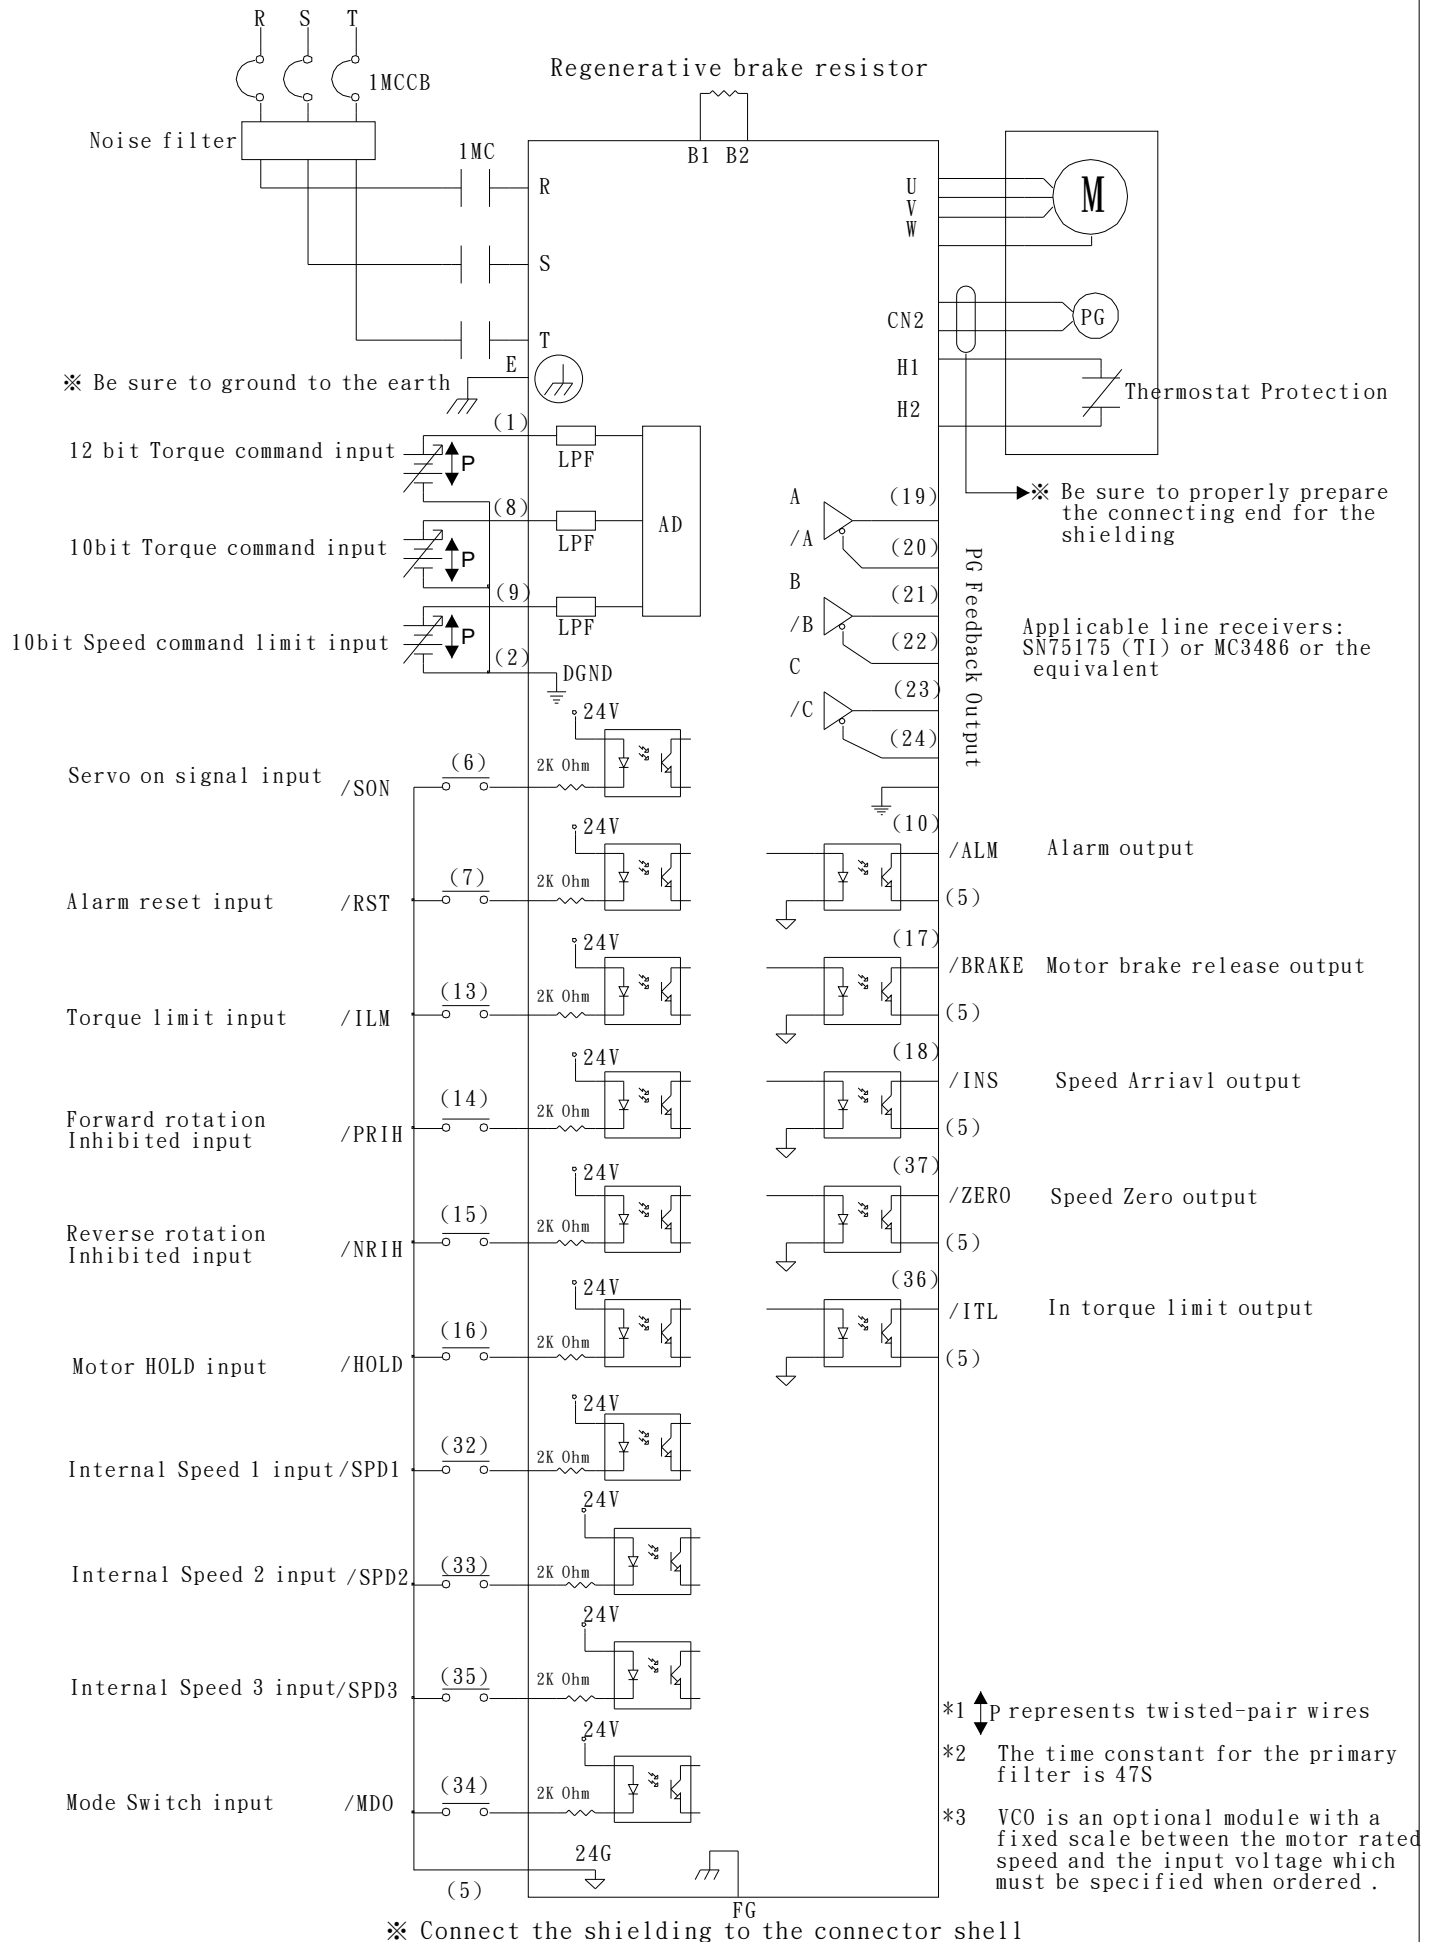 R S T
1MCCB
Regenerative brake resistor
Noise filter
1MC
B1 B2
R
U
V
W
M
S
CN2
PG
T
E
H1
※ Be sure to ground to the earth
Thermostat Protection
H2
(1)
12 bit Torque command input
P
LPF
A
(19)
※ Be sure to properly prepare
the connecting end for the
shielding
(8)
AD
/A
(20)
10bit Torque command input
P
LPF
PG Feedback Output
B
(21)
(9)
/B
(22)
LPF
Applicable line receivers:
SN75175 (TI) or MC3486 or the
equivalent
10bit Speed command limit input
P
(2)
DGND
C
(23)
/C
(24)
24V
Servo on signal input /SON
(6)
2K Ohm
24V
(10)
/ALM Alarm output
(5)
Alarm reset input /RST
(7)
2K Ohm
24V
(17)
/BRAKE Motor brake release output
(5)
Torque limit input /ILM
(13)
2K Ohm
24V
(18)
/INS Speed Arriavl output
(5)
Forward rotation
Inhibited input /PRIH
(14)
2K Ohm
24V
(37)
/ZERO Speed Zero output
(5)
Reverse rotation
Inhibited input /NRIH
(15)
2K Ohm
24V
(36)
/ITL In torque limit output
(5)
Motor HOLD input /HOLD
(16)
2K Ohm
24V
Internal Speed 1 input /SPD1
(32)
2K Ohm
24V
Internal Speed 2 input /SPD2
(33)
2K Ohm
24V
Internal Speed 3 input /SPD3
(35)
2K Ohm
24V
Mode Switch input /MDO
(34)
2K Ohm
24G
(5)
*1 P represents twisted-pair wires
*2 The time constant for the primary
filter is 47S
*3 VCO is an optional module with a
fixed scale between the motor rated
speed and the input voltage which
must be specified when ordered .
FG
※ Connect the shielding to the connector shell